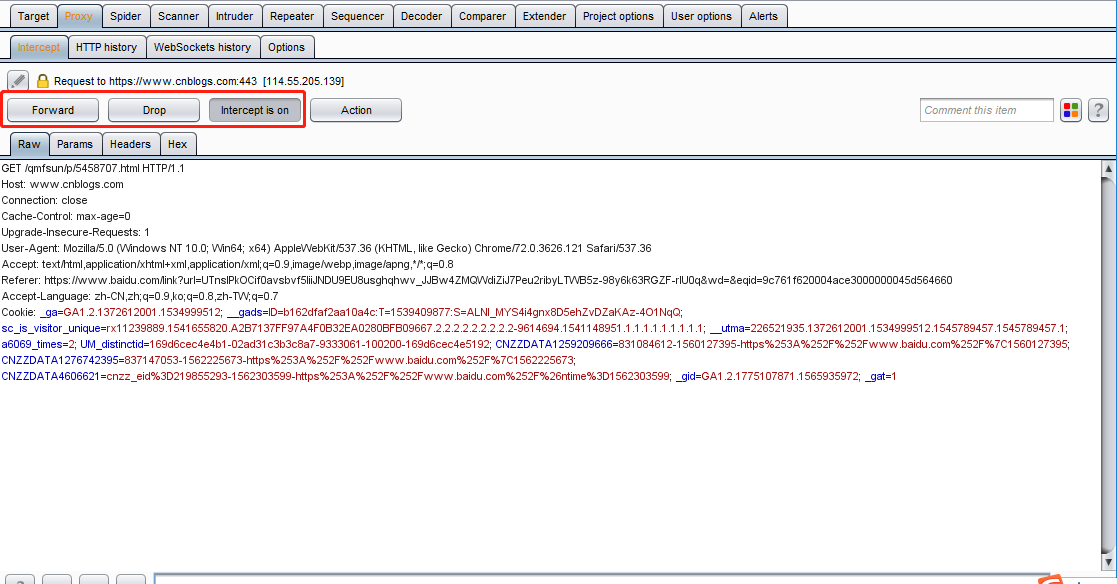 Target Proxy Spider Scanner Intruder Repeater Sequencer Decoder Comparer Extender Project options User options Alerts
Intercept HTTP history WebSockets history Options
Request to https://www.cnblogs.com:443 [114.55.205.139]
Forward Drop Intercept is on Action Comment this item ?
Raw Params Headers Hex
GET /qmfsun/p/5458707.html HTTP/1.1
Host: www.cnblogs.com
Connection: close
Cache-Control: max-age=0
Upgrade-Insecure-Requests: 1
User-Agent: Mozilla/5.0 (Windows NT 10.0; Win64; x64) AppleWebKit/537.36 (KHTML, like Gecko) Chrome/72.0.3626.121 Safari/537.36
Accept: text/html,application/xhtml+xml,application/xml;q=0.9,image/webp,image/apng,*/*;q=0.8
Referer: https://www.baidu.com/link?url=UTnslPkOCif0avsbvf5liiJNDU9EU8usghqhwv_JJBw4ZMQWdiZiJ7Peu2ribyLTWB5z-98y6k63RGZF-rlU0q&wd=&eqid=9c761f620004ace3000000045d564660
Accept-Language: zh-CN,zh;q=0.9,ko;q=0.8,zh-TW;q=0.7
Cookie: _ga=GA1.2.1372612001.1534999512; __gads=ID=b162dfaf2aa10a4c:T=1539409877:S=ALNI_MYS4i4gnx8D5ehZvDZaKAz-4O1NqQ;
sc_is_visitor_unique=rx11239889.1541655820.A2B7137FF97A4F0B32EA0280BFB09667.2.2.2.2.2.2.2.2.2-9614694.1541148951.1.1.1.1.1.1.1.1.1; __utma=226521935.1372612001.1534999512.1545789457.1545789457.1;
a6069_times=2; UM_distinctid=169d6cec4e4b1-02ad31c3b3c8a7-9333061-100200-169d6cec4e5192; CNZZDATA1259209666=831084612-1560127395-https%253A%252F%252Fwww.baidu.com%252F%7C1560127395;
CNZZDATA1276742395=837147053-1562225673-https%253A%252F%252Fwww.baidu.com%252F%7C1562225673;
CNZZDATA4606621=cnzz_eid%3D219855293-1562303599-https%253A%252F%252Fwww.baidu.com%252F%26ntime%3D1562303599; _gid=GA1.2.1775107871.1565935972; _gat=1